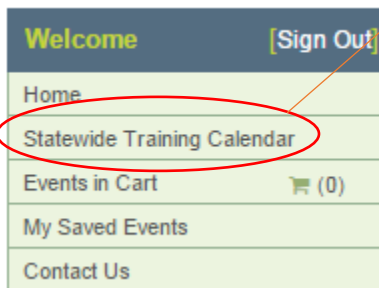 Welcome [Sign Out]
Home
Statewide Training Calendar
Events in Cart (0)
My Saved Events
Contact Us